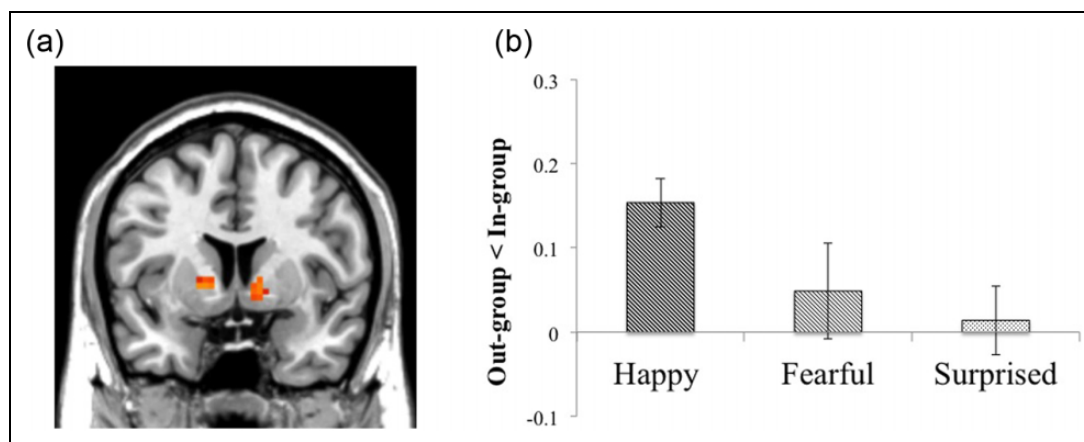 (a)
(b)
Out-group < In-group
0.3
0.2
0.1
0
-0.1
Happy Fearful Surprised